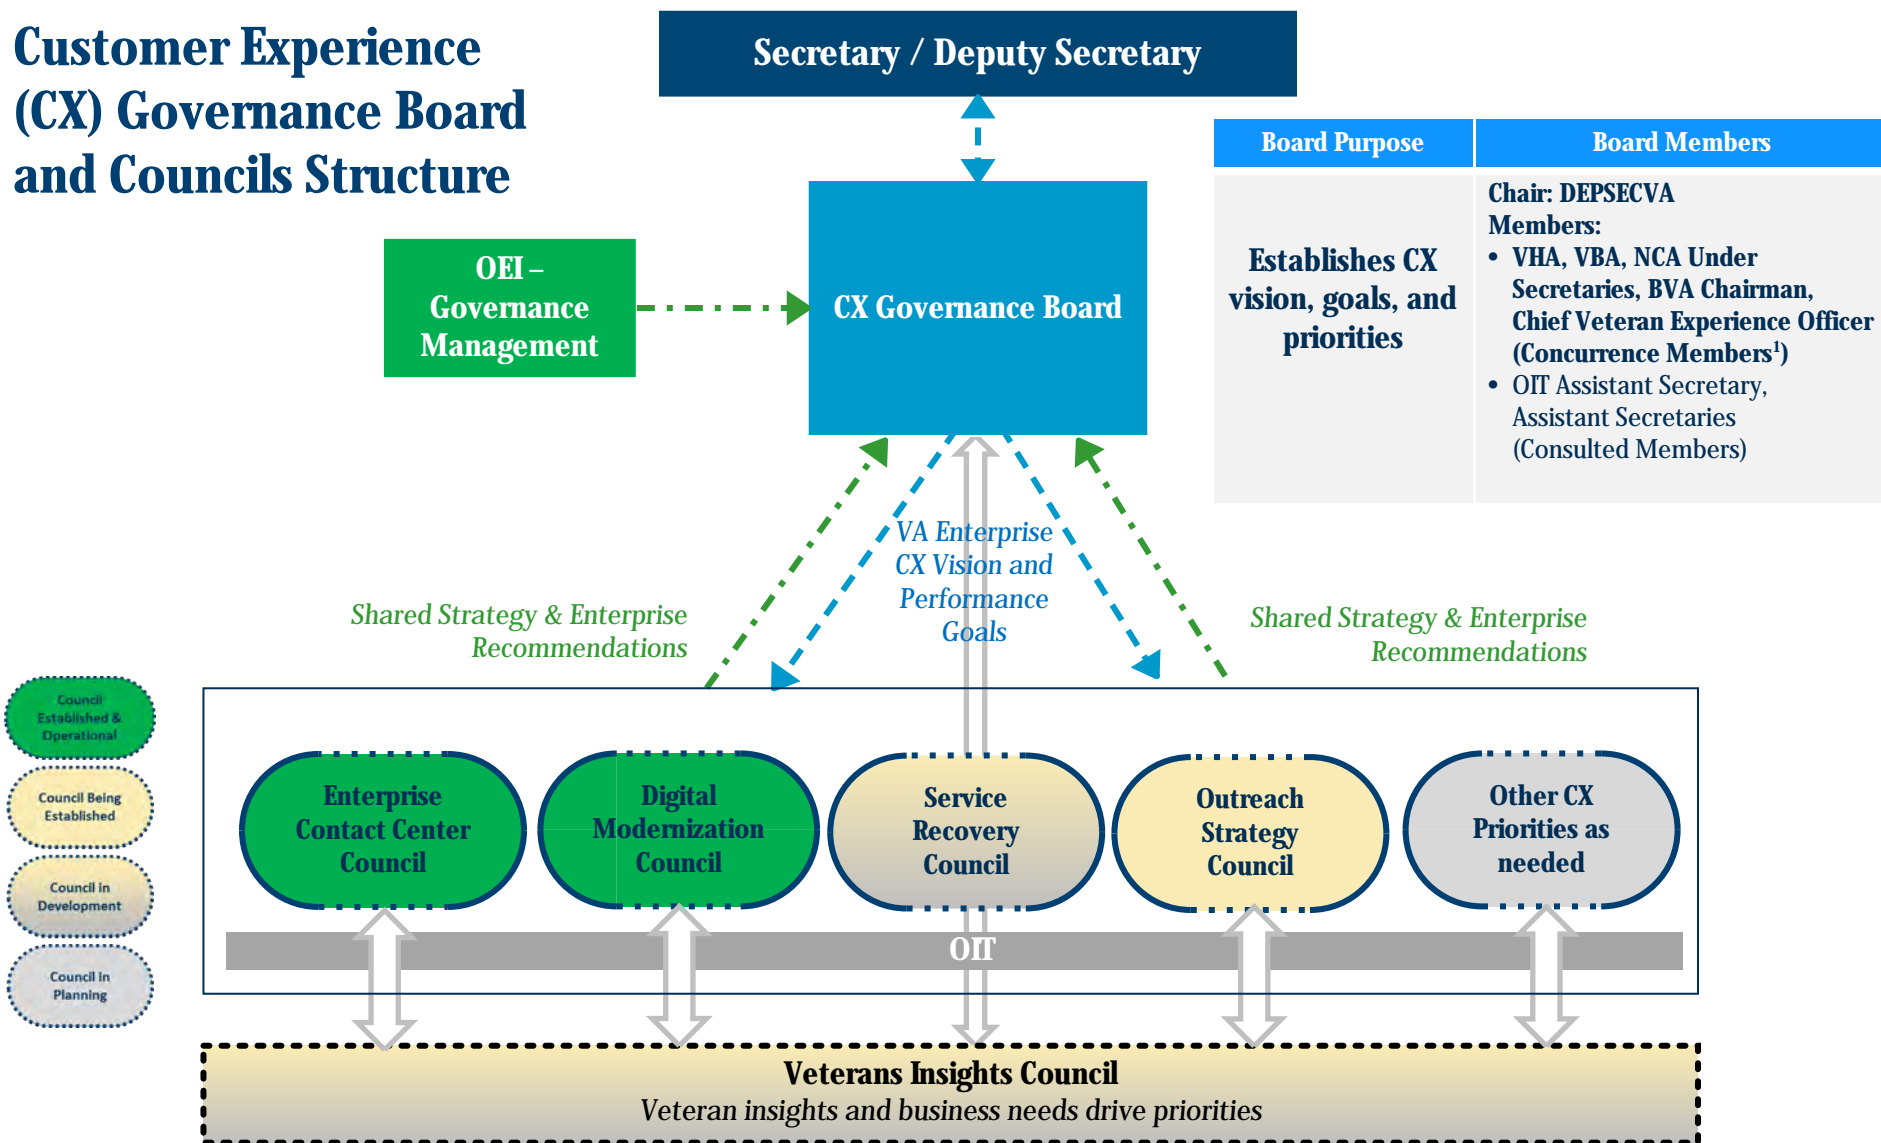 Customer Experience
(CX) Governance Board
and Councils Structure
Secretary / Deputy Secretary
OEI –
Governance
Management
CX Governance Board
Board Purpose
Board Members
Establishes CX
vision, goals, and
priorities
Chair: DEPSECVA
Members:
• VHA, VBA, NCA Under
Secretaries, BVA Chairman,
Chief Veteran Experience Officer
(Concurrence Members¹)
• OIT Assistant Secretary,
Assistant Secretaries
(Consulted Members)
Shared Strategy & Enterprise
Recommendations
VA Enterprise
CX Vision and
Performance
Goals
Shared Strategy & Enterprise
Recommendations
Council
Established &
Operational
Council Being
Established
Council in
Development
Council in
Planning
Enterprise
Contact Center
Council
Digital
Modernization
Council
Service
Recovery
Council
Outreach
Strategy
Council
Other CX
Priorities as
needed
OIT
Veterans Insights Council
Veteran insights and business needs drive priorities